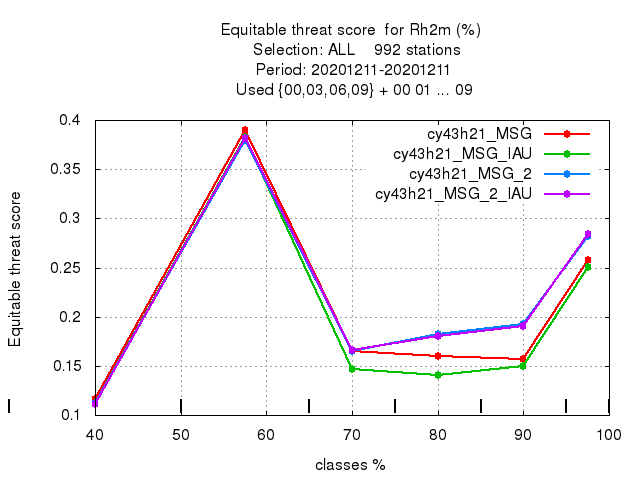 Equitable threat score  for Rh2m (%)
Selection: ALL    992 stations
Period: 20201211-20201211
Used {00,03,06,09} + 00 01 ... 09
Equitable threat score
0.4
0.35
0.3
0.25
0.2
0.15
0.1
cy43h21_MSG
cy43h21_MSG_IAU
cy43h21_MSG_2
cy43h21_MSG_2_IAU
40 50 60 70 80 90 100
classes %